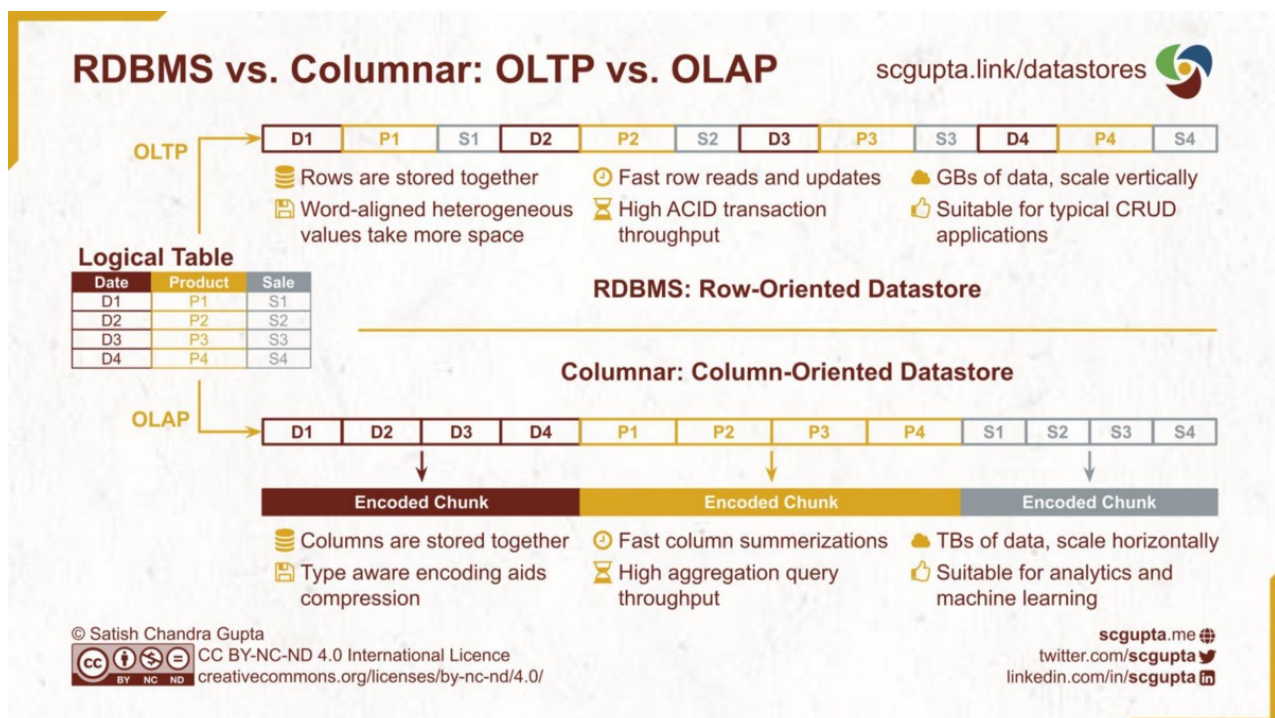 RDBMS vs. Columnar: OLTP vs. OLAP
scgupta.link/datastores
OLTP
D1 P1 S1 D2 P2 S2 D3 P3 S3 D4 P4 S4
Rows are stored together
Word-aligned heterogeneous
values take more space
Fast row reads and updates
High ACID transaction
throughput
GBs of data, scale vertically
Suitable for typical CRUD
applications
Logical Table
Date Product Sale
D1 P1 S1
D2 P2 S2
D3 P3 S3
D4 P4 S4
RDBMS: Row-Oriented Datastore
Columnar: Column-Oriented Datastore
OLAP
D1 D2 D3 D4 P1 P2 P3 P4 S1 S2 S3 S4
Encoded Chunk Encoded Chunk Encoded Chunk
Columns are stored together
Type aware encoding aids
compression
Fast column summerizations
High aggregation query
throughput
TBs of data, scale horizontally
Suitable for analytics and
machine learning
© Satish Chandra Gupta
CC BY-NC-ND 4.0 International Licence
creativecommons.org/licenses/by-nc-nd/4.0/
cc BY NC ND
scgupta.me
twitter.com/scgupta
linkedin.com/in/scgupta in